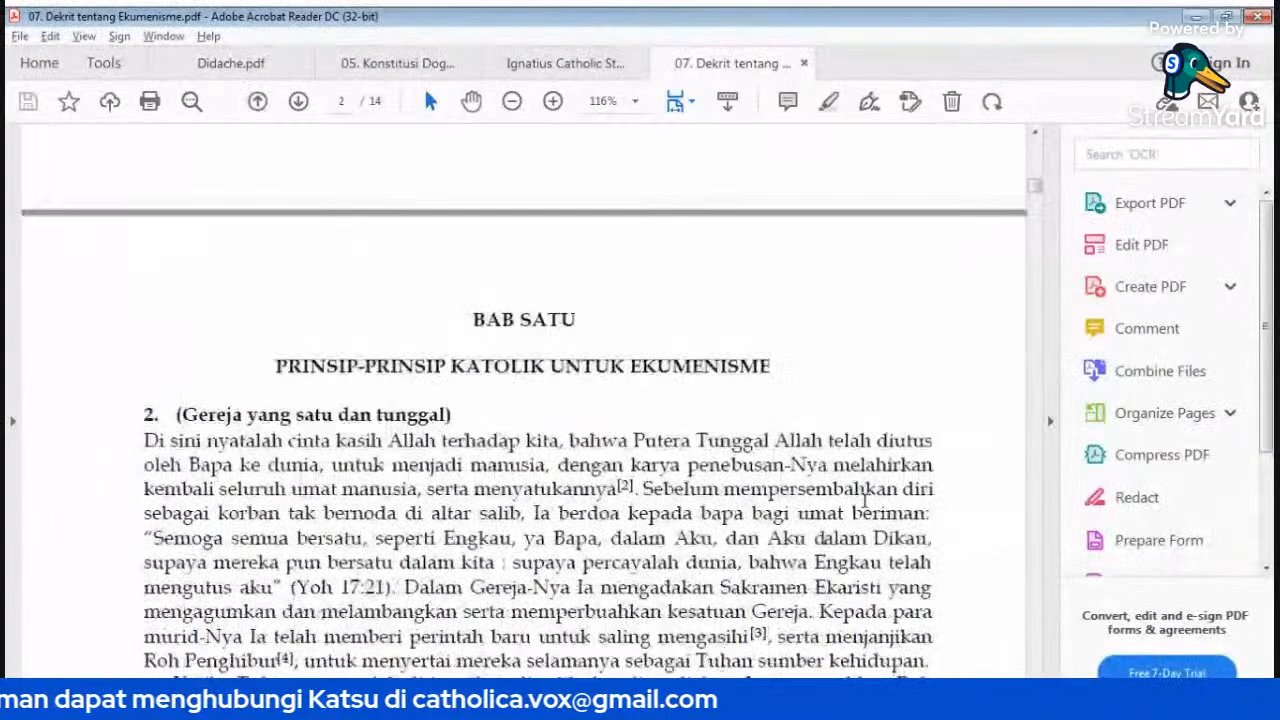 07. Dekrit tentang Ekumenisme.pdf - Adobe Acrobat Reader DC (32-bit)
File Edit View Sign Window Help
Powered by
StreamYard
Home Tools Didache.pdf 05. Konstitusi Dog... Ignatius Catholic St... 07. Dekrit tentang ... × Sign In
2 / 14 116%
Search 'OCR'
Export PDF
Edit PDF
Create PDF
Comment
Combine Files
Organize Pages
Compress PDF
Redact
Prepare Form
Convert, edit and e-sign PDF
forms & agreements
Free 7-Day Trial
BAB SATU
PRINSIP-PRINSIP KATOLIK UNTUK EKUMENISME
2. (Gereja yang satu dan tunggal)
Di sini nyatalah cinta kasih Allah terhadap kita, bahwa Putera Tunggal Allah telah diutus
oleh Bapa ke dunia, untuk menjadi manusia, dengan karya penebusan-Nya melahirkan
kembali seluruh umat manusia, serta menyatukannya[2]. Sebelum mempersembahkan diri
sebagai korban tak bernoda di altar salib, Ia berdoa kepada bapa bagi umat beriman:
“Semoga semua bersatu, seperti Engkau, ya Bapa, dalam Aku, dan Aku dalam Dikau,
supaya mereka pun bersatu dalam kita : supaya percayalah dunia, bahwa Engkau telah
mengutus aku” (Yoh 17:21). Dalam Gereja-Nya Ia mengadakan Sakramen Ekaristi yang
mengagumkan dan melambangkan serta memperbuahkan kesatuan Gereja. Kepada para
murid-Nya Ia telah memberi perintah baru untuk saling mengasihi[3], serta menjanjikan
Roh Penghibur[4], untuk menyertai mereka selamanya sebagai Tuhan sumber kehidupan.
man dapat menghubungi Katsu di catholica.vox@gmail.com